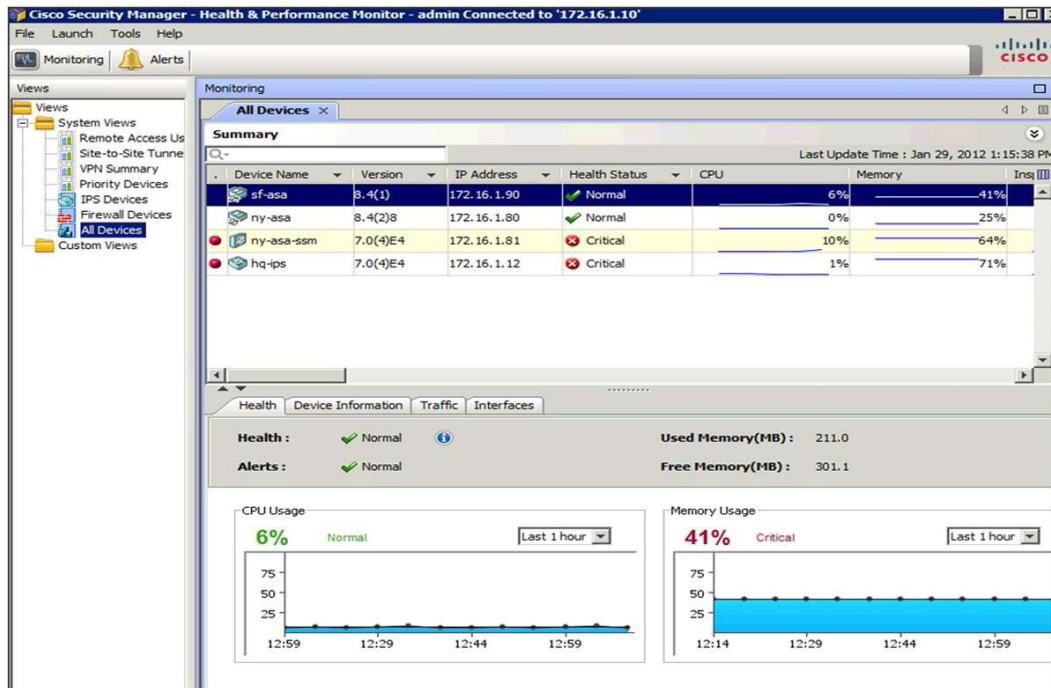 Cisco Security Manager - Health & Performance Monitor - admin Connected to '172.16.1.10'
File Launch Tools Help
Monitoring Alerts
CISCO
Views
Views
System Views
Remote Access Us
Site-to-Site Tunne
VPN Summary
Priority Devices
IPS Devices
Firewall Devices
All Devices
Custom Views
Monitoring
All Devices
Summary
Last Update Time : Jan 29, 2012 1:15:38 PM
. Device Name Version IP Address Health Status CPU Memory Insp
sf-asa 8.4(1) 172.16.1.90 Normal 6% 41%
ny-asa 8.4(2)8 172.16.1.80 Normal 0% 25%
ny-asa-ssm 7.0(4)E4 172.16.1.81 Critical 10% 64%
hq-ips 7.0(4)E4 172.16.1.12 Critical 1% 71%
Health Device Information Traffic Interfaces
Health : Normal Used Memory(MB) : 211.0
Alerts : Normal Free Memory(MB) : 301.1
CPU Usage
6% Normal Last 1 hour
75
50
25
12:59 12:29 12:44 12:59
Memory Usage
41% Critical Last 1 hour
75
50
25
12:14 12:29 12:44 12:59